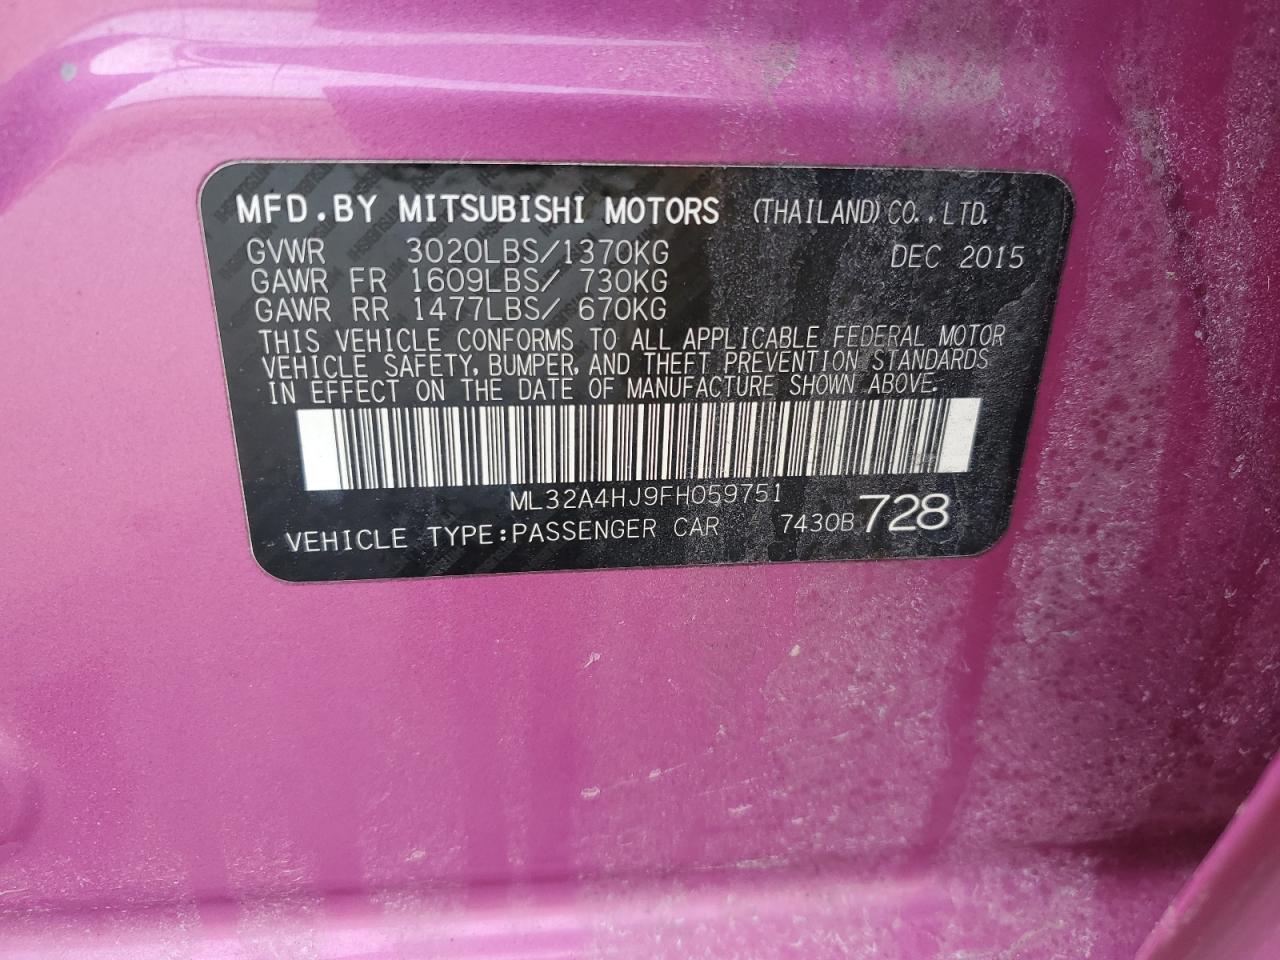 MFD.BY MITSUBISHI MOTORS (THAILAND) CO.,LTD.
GVWR 3020LBS/1370KG DEC 2015
GAWR FR 1609LBS/ 730KG
GAWR RR 1477LBS/ 670KG
THIS VEHICLE CONFORMS TO ALL APPLICABLE FEDERAL MOTOR
VEHICLE SAFETY, BUMPER, AND THEFT PREVENTION STANDARDS
IN EFFECT ON THE DATE OF MANUFACTURE SHOWN ABOVE.
ML32A4HJ9FH059751
VEHICLE TYPE:PASSENGER CAR 7430B 728